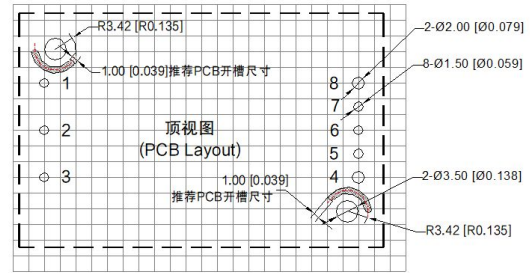 R3.42 [R0.135]
2-Ø2.00 [Ø0.079]
1.00 [0.039]推荐PCB开槽尺寸
8-Ø1.50 [Ø0.059]
1
8
7
顶视图
2
6
(PCB Layout)
5
3
1.00 [0.039]
4
2-Ø3.50 [Ø0.138]
推荐PCB开槽尺寸
R3.42 [R0.135]